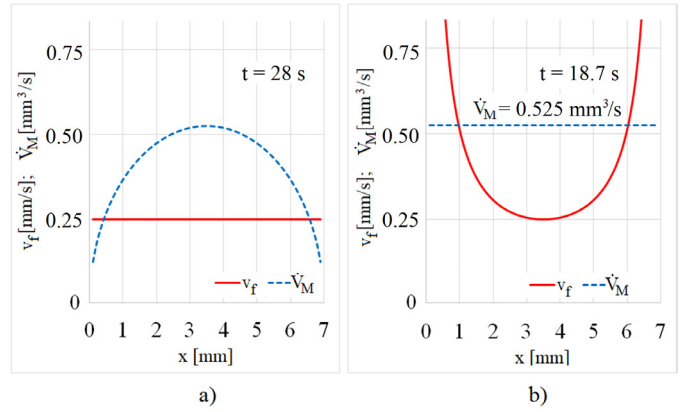 0.75
t = 28 s
0.50
0.25
0
v_f [mm/s]; V̇_M [mm³/s]
v_f V̇_M
0 1 2 3 4 5 6 7
x [mm]
a)
0.75
t = 18.7 s
V̇_M = 0.525 mm³/s
0.50
0.25
0
v_f [mm/s]; V̇_M [mm³/s]
v_f V̇_M
0 1 2 3 4 5 6 7
x [mm]
b)